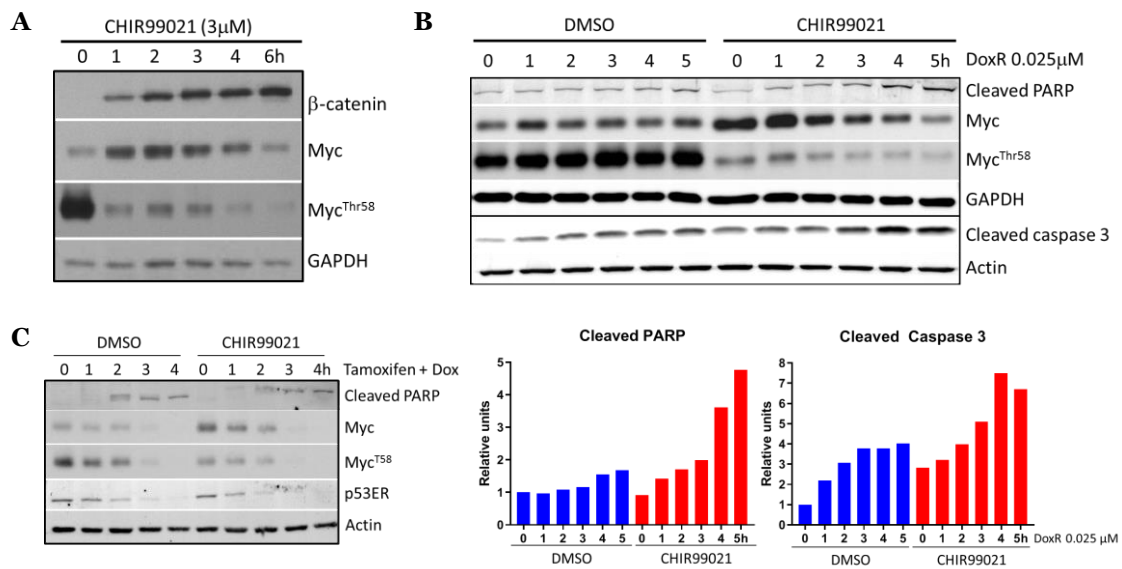 A
CHIR99021 (3μM)
0 1 2 3 4 6h
β-catenin
Myc
Myc^Thr58
GAPDH
B
DMSO CHIR99021
0 1 2 3 4 5 0 1 2 3 4 5h DoxR 0.025μM
Cleaved PARP
Myc
Myc^Thr58
GAPDH
Cleaved caspase 3
Actin
C
DMSO CHIR99021
0 1 2 3 4 0 1 2 3 4h Tamoxifen + Dox
Cleaved PARP
Myc
Myc^T58
p53ER
Actin
Cleaved PARP
Relative units
5
4
3
2
1
0
0 1 2 3 4 5 0 1 2 3 4 5h
DMSO CHIR99021
Cleaved Caspase 3
Relative units
8
7
6
5
4
3
2
1
0
0 1 2 3 4 5 0 1 2 3 4 5h DoxR 0.025 μM
DMSO CHIR99021